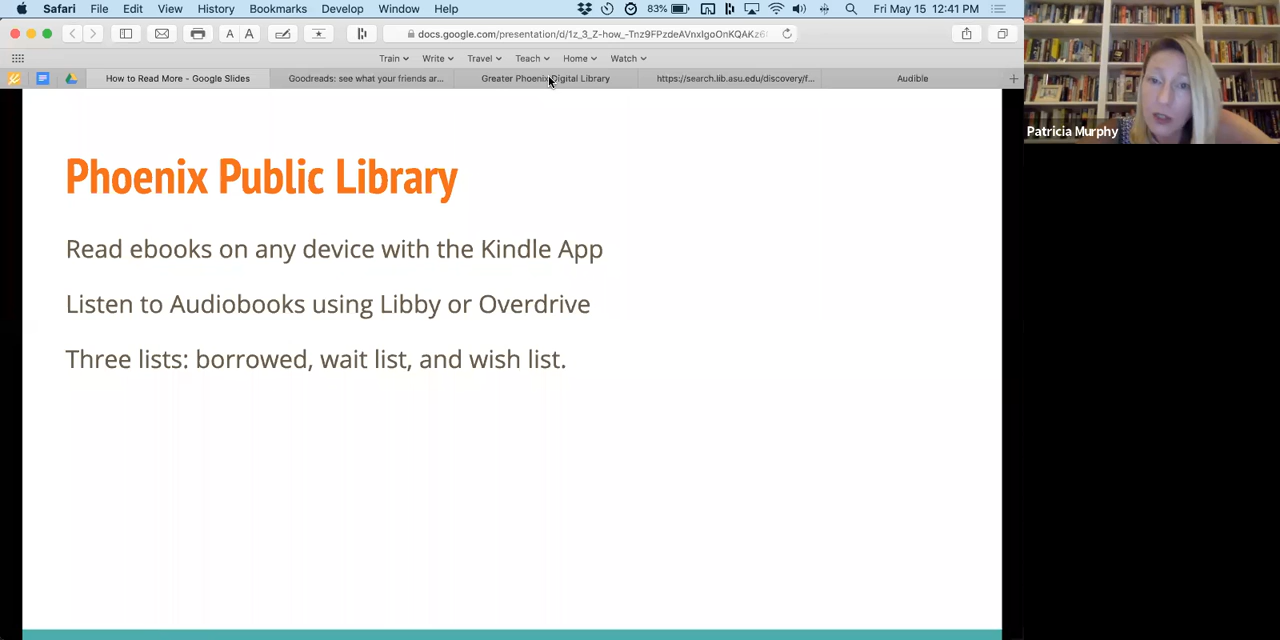 Safari File Edit View History Bookmarks Develop Window Help 83% Fri May 15 12:41 PM
A A docs.google.com/presentation/d/1z_3_Z-how_-Tnz9FPzdeAVnxIgoOnKQAKz6
Train Write Travel Teach Home Watch
How to Read More - Google Slides Goodreads: see what your friends ar... Greater Phoenix Digital Library https://search.lib.asu.edu/discovery/f... Audible
Patricia Murphy
Phoenix Public Library
Read ebooks on any device with the Kindle App
Listen to Audiobooks using Libby or Overdrive
Three lists: borrowed, wait list, and wish list.